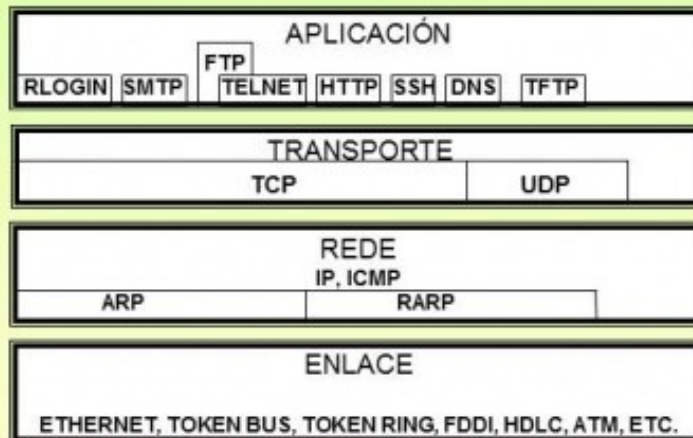 APLICACIÓN
FTP
RLOGIN SMTP TELNET HTTP SSH DNS TFTP
TRANSPORTE
TCP UDP
REDE
IP, ICMP
ARP RARP
ENLACE
ETHERNET, TOKEN BUS, TOKEN RING, FDDI, HDLC, ATM, ETC.